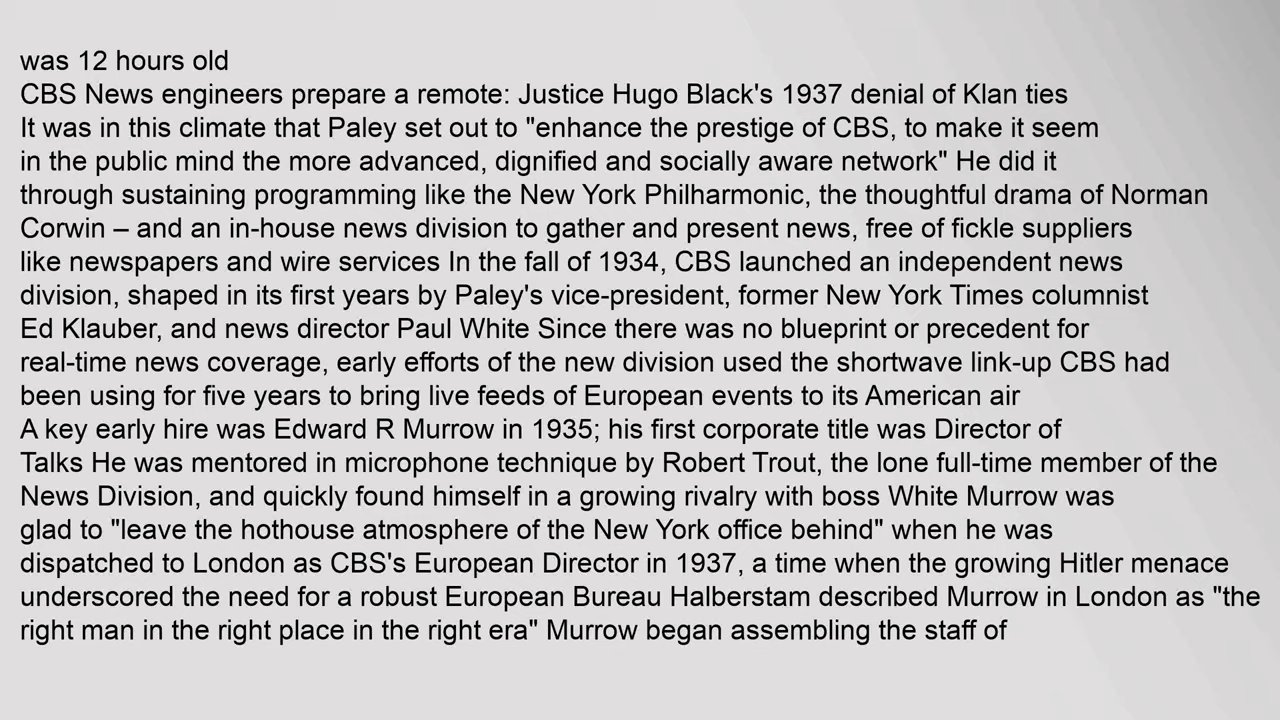 was 12 hours old
CBS News engineers prepare a remote: Justice Hugo Black's 1937 denial of Klan ties
It was in this climate that Paley set out to "enhance the prestige of CBS, to make it seem
in the public mind the more advanced, dignified and socially aware network" He did it
through sustaining programming like the New York Philharmonic, the thoughtful drama of Norman
Corwin – and an in-house news division to gather and present news, free of fickle suppliers
like newspapers and wire services In the fall of 1934, CBS launched an independent news
division, shaped in its first years by Paley's vice-president, former New York Times columnist
Ed Klauber, and news director Paul White Since there was no blueprint or precedent for
real-time news coverage, early efforts of the new division used the shortwave link-up CBS had
been using for five years to bring live feeds of European events to its American air
A key early hire was Edward R Murrow in 1935; his first corporate title was Director of
Talks He was mentored in microphone technique by Robert Trout, the lone full-time member of the
News Division, and quickly found himself in a growing rivalry with boss White Murrow was
glad to "leave the hothouse atmosphere of the New York office behind" when he was
dispatched to London as CBS's European Director in 1937, a time when the growing Hitler menace
underscored the need for a robust European Bureau Halberstam described Murrow in London as "the
right man in the right place in the right era" Murrow began assembling the staff of